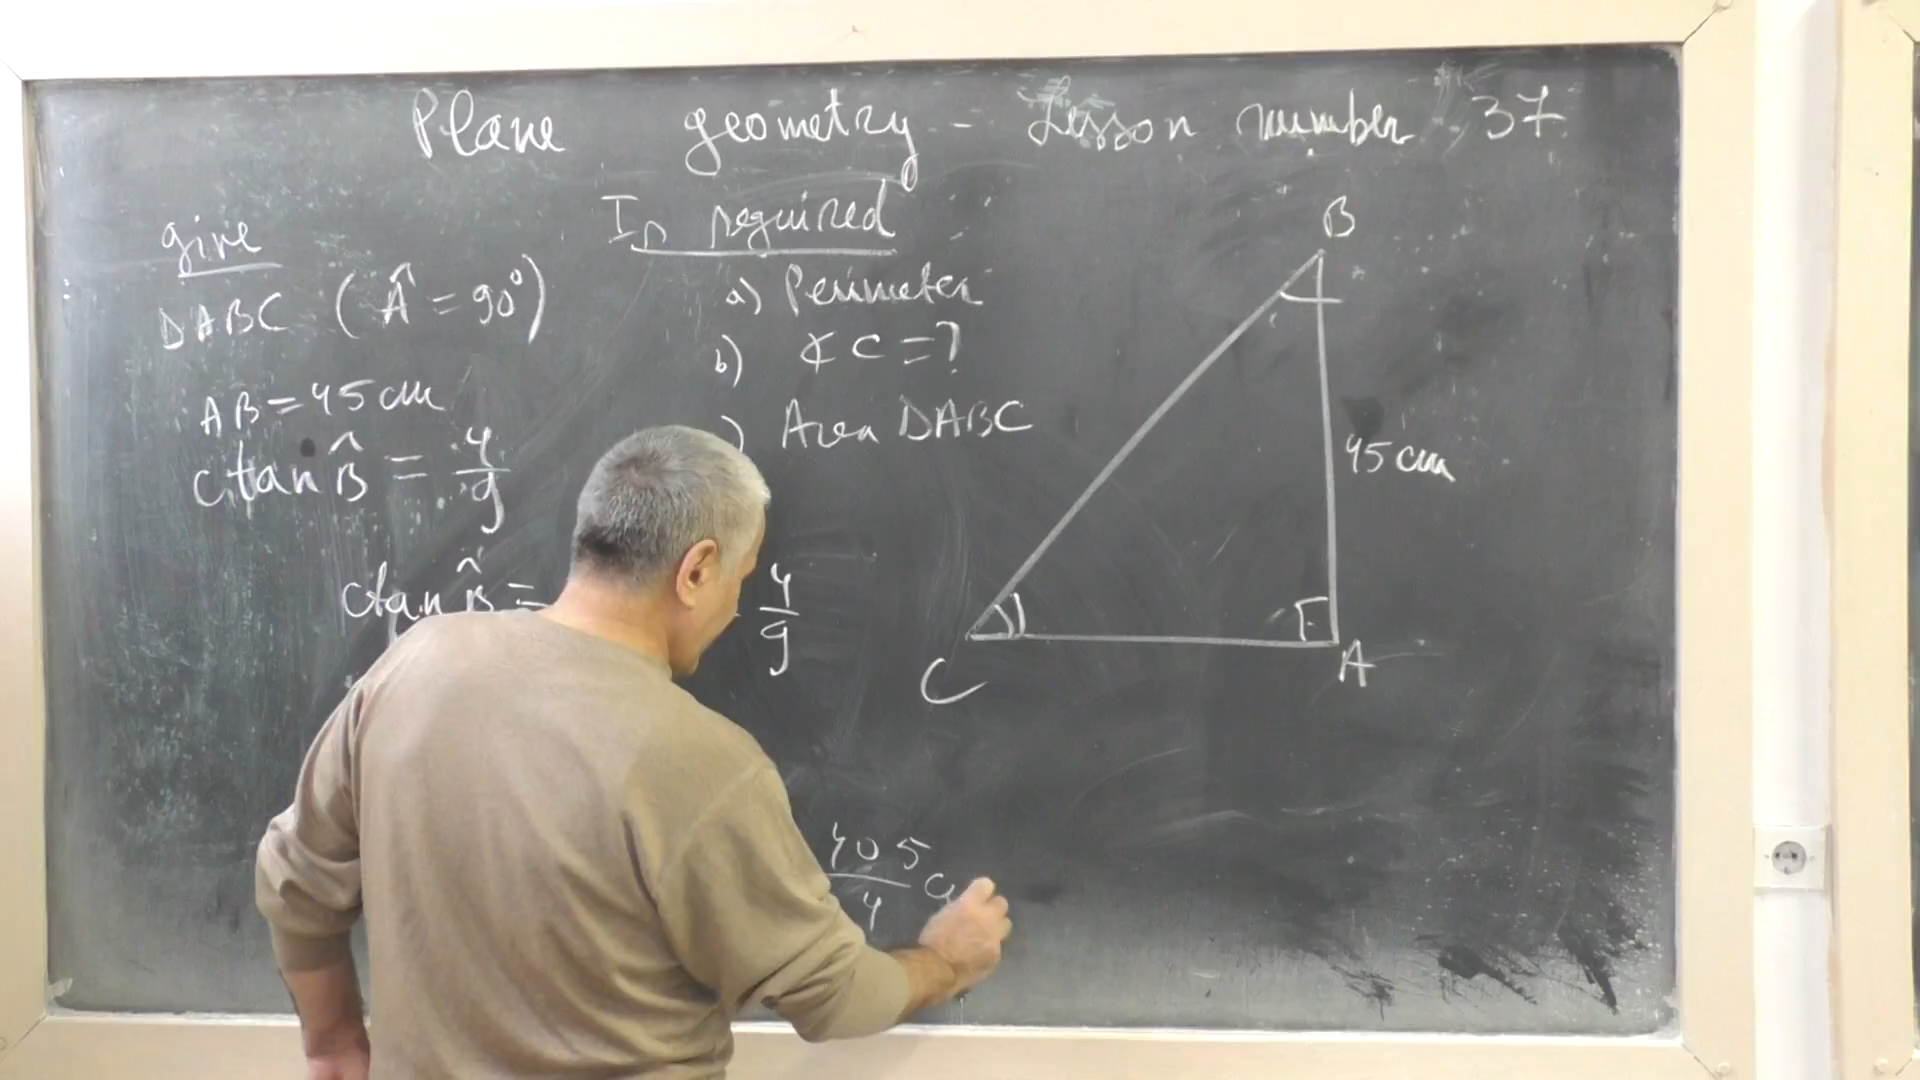 Plane geometry - Lesson number 37
give
Is required
ΔABC (Â = 90°)
AB = 45 cm
ctan B̂ = 4/9
a) Perimeter
b) ∢ C = ?
) Area ΔABC
ctan B̂ =
4/9
405/4 c
B
45 cm
A
C